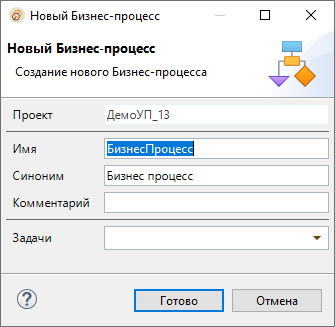 Новый Бизнес-процесс
Новый Бизнес-процесс
Создание нового Бизнес-процесса
Проект ДемоУП_13
Имя БизнесПроцесс
Синоним Бизнес процесс
Комментарий
Задачи
? Готово Отмена